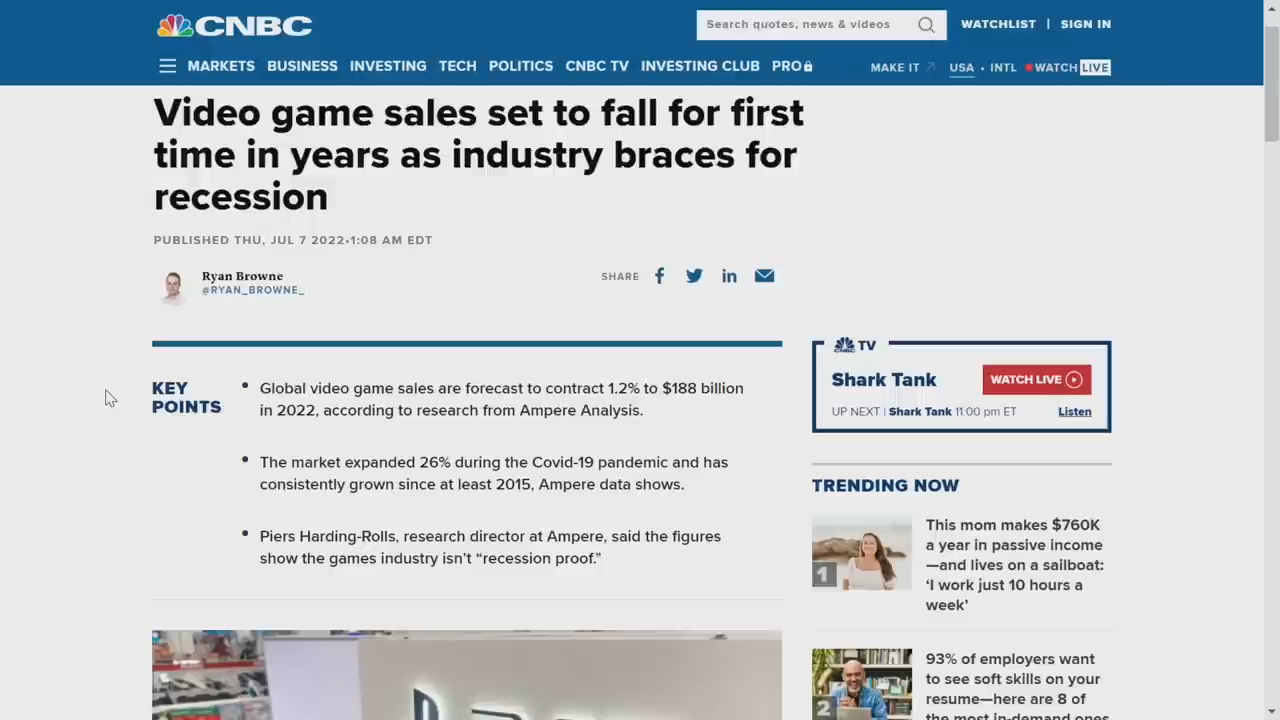 CNBC
Search quotes, news & videos
WATCHLIST | SIGN IN
MARKETS BUSINESS INVESTING TECH POLITICS CNBC TV INVESTING CLUB PRO
MAKE IT USA • INTL WATCH LIVE
Video game sales set to fall for first
time in years as industry braces for
recession
PUBLISHED THU, JUL 7 2022•1:08 AM EDT
Ryan Browne
@RYAN_BROWNE_
SHARE
KEY
POINTS
• Global video game sales are forecast to contract 1.2% to $188 billion
in 2022, according to research from Ampere Analysis.
• The market expanded 26% during the Covid-19 pandemic and has
consistently grown since at least 2015, Ampere data shows.
• Piers Harding-Rolls, research director at Ampere, said the figures
show the games industry isn’t “recession proof.”
CNBC TV
Shark Tank
WATCH LIVE
UP NEXT | Shark Tank 11:00 pm ET
Listen
TRENDING NOW
1
This mom makes $760K
a year in passive income
—and lives on a sailboat:
‘I work just 10 hours a
week’
2
93% of employers want
to see soft skills on your
resume—here are 8 of
the most in-demand ones